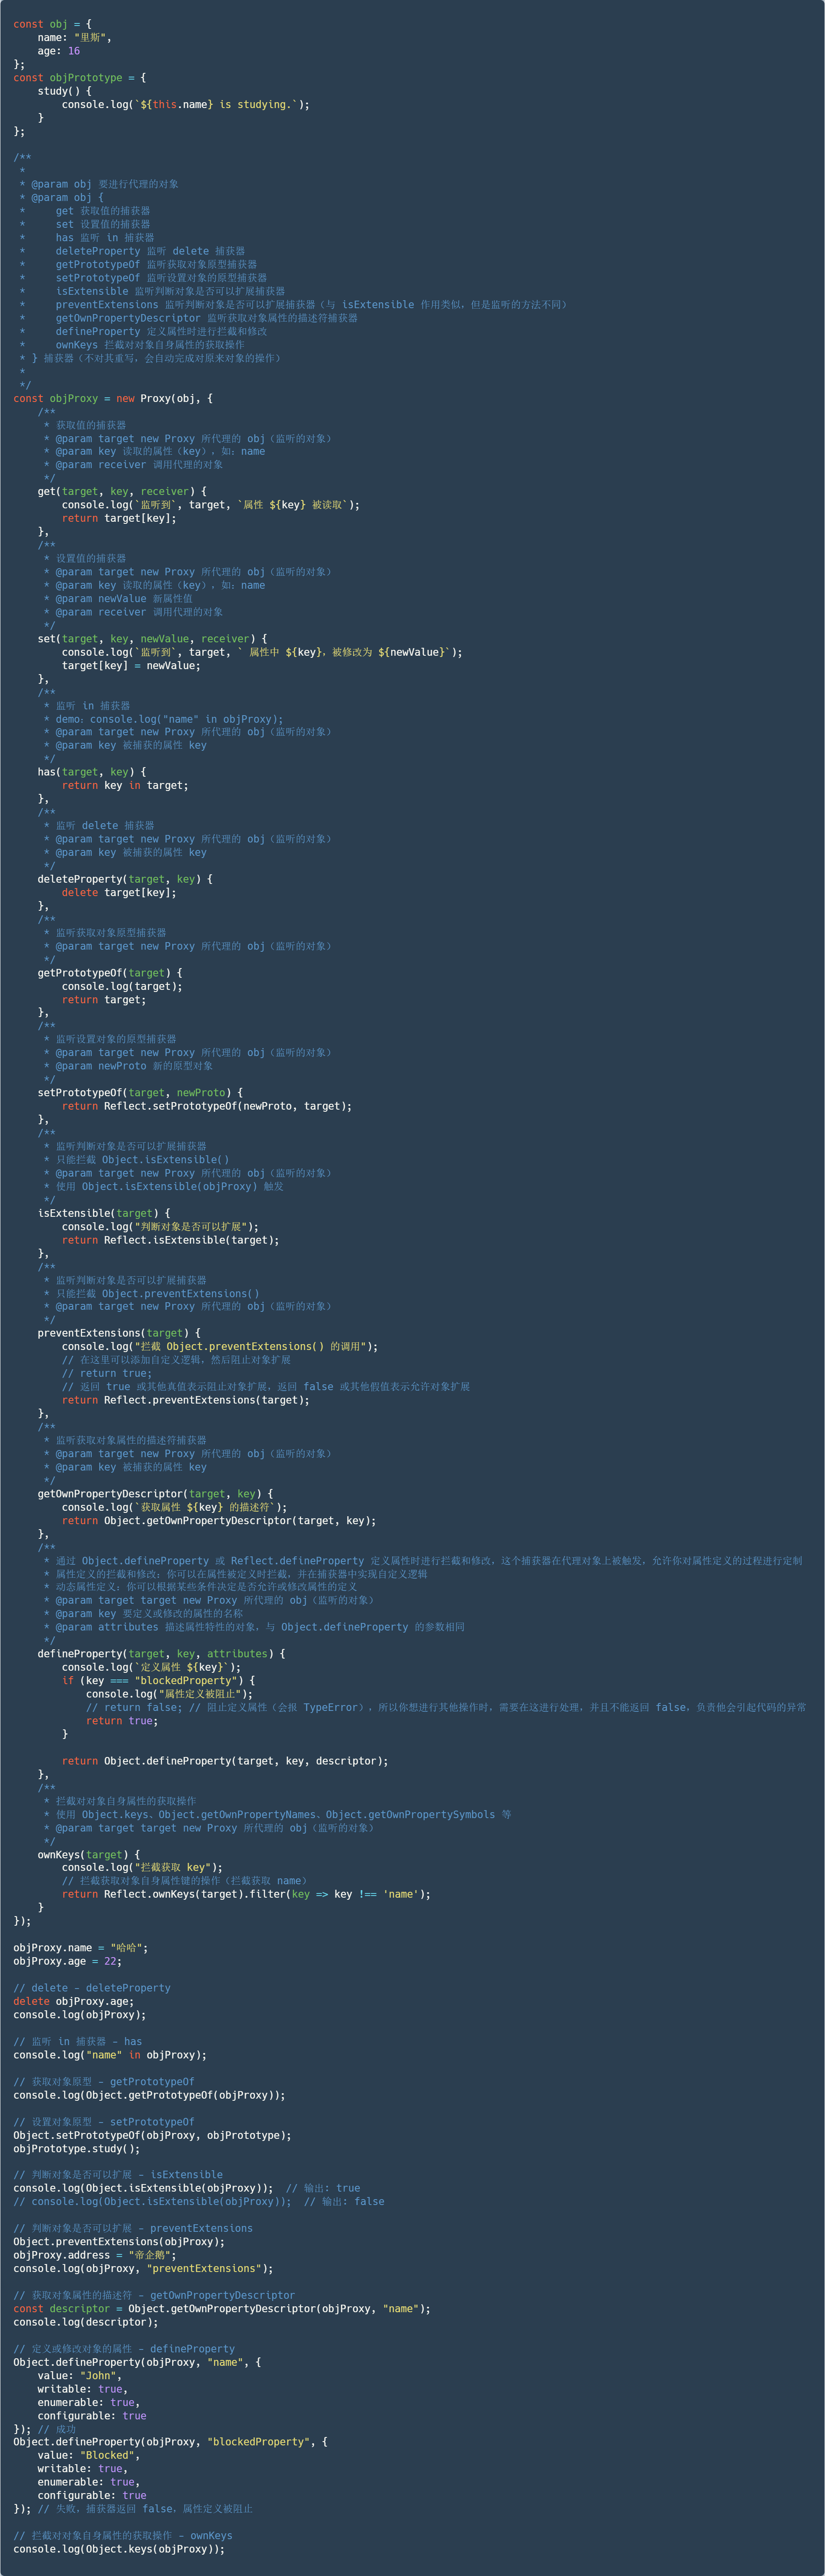 const obj = {
    name: "里斯",
    age: 16
};
const objPrototype = {
    study() {
        console.log(`${this.name} is studying.`);
    }
};

/**
 *
 * @param obj 要进行代理的对象
 * @param obj {
 *     get 获取值的捕获器
 *     set 设置值的捕获器
 *     has 监听 in 捕获器
 *     deleteProperty 监听 delete 捕获器
 *     getPrototypeOf 监听获取对象原型捕获器
 *     setPrototypeOf 监听设置对象的原型捕获器
 *     isExtensible 监听判断对象是否可以扩展捕获器
 *     preventExtensions 监听判断对象是否可以扩展捕获器（与 isExtensible 作用类似，但是监听的方法不同）
 *     getOwnPropertyDescriptor 监听获取对象属性的描述符捕获器
 *     defineProperty 定义属性时进行拦截和修改
 *     ownKeys 拦截对对象自身属性的获取操作
 * } 捕获器（不对其重写，会自动完成对原来对象的操作）
 *
 */
const objProxy = new Proxy(obj, {
    /**
     * 获取值的捕获器
     * @param target new Proxy 所代理的 obj（监听的对象）
     * @param key 读取的属性（key），如：name
     * @param receiver 调用代理的对象
     */
    get(target, key, receiver) {
        console.log(`监听到`, target, `属性 ${key} 被读取`);
        return target[key];
    },
    /**
     * 设置值的捕获器
     * @param target new Proxy 所代理的 obj（监听的对象）
     * @param key 读取的属性（key），如：name
     * @param newValue 新属性值
     * @param receiver 调用代理的对象
     */
    set(target, key, newValue, receiver) {
        console.log(`监听到`, target, ` 属性中 ${key}，被修改为 ${newValue}`);
        target[key] = newValue;
    },
    /**
     * 监听 in 捕获器
     * demo：console.log("name" in objProxy);
     * @param target new Proxy 所代理的 obj（监听的对象）
     * @param key 被捕获的属性 key
     */
    has(target, key) {
        return key in target;
    },
    /**
     * 监听 delete 捕获器
     * @param target new Proxy 所代理的 obj（监听的对象）
     * @param key 被捕获的属性 key
     */
    deleteProperty(target, key) {
        delete target[key];
    },
    /**
     * 监听获取对象原型捕获器
     * @param target new Proxy 所代理的 obj（监听的对象）
     */
    getPrototypeOf(target) {
        console.log(target);
        return target;
    },
    /**
     * 监听设置对象的原型捕获器
     * @param target new Proxy 所代理的 obj（监听的对象）
     * @param newProto 新的原型对象
     */
    setPrototypeOf(target, newProto) {
        return Reflect.setPrototypeOf(newProto, target);
    },
    /**
     * 监听判断对象是否可以扩展捕获器
     * 只能拦截 Object.isExtensible()
     * @param target new Proxy 所代理的 obj（监听的对象）
     * 使用 Object.isExtensible(objProxy) 触发
     */
    isExtensible(target) {
        console.log("判断对象是否可以扩展");
        return Reflect.isExtensible(target);
    },
    /**
     * 监听判断对象是否可以扩展捕获器
     * 只能拦截 Object.preventExtensions()
     * @param target new Proxy 所代理的 obj（监听的对象）
     */
    preventExtensions(target) {
        console.log("拦截 Object.preventExtensions() 的调用");
        // 在这里可以添加自定义逻辑，然后阻止对象扩展
        // return true;
        // 返回 true 或其他真值表示阻止对象扩展，返回 false 或其他假值表示允许对象扩展
        return Reflect.preventExtensions(target);
    },
    /**
     * 监听获取对象属性的描述符捕获器
     * @param target new Proxy 所代理的 obj（监听的对象）
     * @param key 被捕获的属性 key
     */
    getOwnPropertyDescriptor(target, key) {
        console.log(`获取属性 ${key} 的描述符`);
        return Object.getOwnPropertyDescriptor(target, key);
    },
    /**
     * 通过 Object.defineProperty 或 Reflect.defineProperty 定义属性时进行拦截和修改，这个捕获器在代理对象上被触发，允许你对属性定义的过程进行定制
     * 属性定义的拦截和修改：你可以在属性被定义时拦截，并在捕获器中实现自定义逻辑
     * 动态属性定义：你可以根据某些条件决定是否允许或修改属性的定义
     * @param target target new Proxy 所代理的 obj（监听的对象）
     * @param key 要定义或修改的属性的名称
     * @param attributes 描述属性特性的对象，与 Object.defineProperty 的参数相同
     */
    defineProperty(target, key, attributes) {
        console.log(`定义属性 ${key}`);
        if (key === "blockedProperty") {
            console.log("属性定义被阻止");
            // return false; // 阻止定义属性（会报 TypeError），所以你想进行其他操作时，需要在这进行处理，并且不能返回 false，负责他会引起代码的异常
            return true;
        }

        return Object.defineProperty(target, key, descriptor);
    },
    /**
     * 拦截对对象自身属性的获取操作
     * 使用 Object.keys、Object.getOwnPropertyNames、Object.getOwnPropertySymbols 等
     * @param target target new Proxy 所代理的 obj（监听的对象）
     */
    ownKeys(target) {
        console.log("拦截获取 key");
        // 拦截获取对象自身属性键的操作（拦截获取 name）
        return Reflect.ownKeys(target).filter(key => key !== 'name');
    }
});

objProxy.name = "哈哈";
objProxy.age = 22;

// delete - deleteProperty
delete objProxy.age;
console.log(objProxy);

// 监听 in 捕获器 - has
console.log("name" in objProxy);

// 获取对象原型 - getPrototypeOf
console.log(Object.getPrototypeOf(objProxy));

// 设置对象原型 - setPrototypeOf
Object.setPrototypeOf(objProxy, objPrototype);
objPrototype.study();

// 判断对象是否可以扩展 - isExtensible
console.log(Object.isExtensible(objProxy));  // 输出: true
// console.log(Object.isExtensible(objProxy));  // 输出: false

// 判断对象是否可以扩展 - preventExtensions
Object.preventExtensions(objProxy);
objProxy.address = "帝企鹅";
console.log(objProxy, "preventExtensions");

// 获取对象属性的描述符 - getOwnPropertyDescriptor
const descriptor = Object.getOwnPropertyDescriptor(objProxy, "name");
console.log(descriptor);

// 定义或修改对象的属性 - defineProperty
Object.defineProperty(objProxy, "name", {
    value: "John",
    writable: true,
    enumerable: true,
    configurable: true
}); // 成功
Object.defineProperty(objProxy, "blockedProperty", {
    value: "Blocked",
    writable: true,
    enumerable: true,
    configurable: true
}); // 失败，捕获器返回 false，属性定义被阻止

// 拦截对对象自身属性的获取操作 - ownKeys
console.log(Object.keys(objProxy));